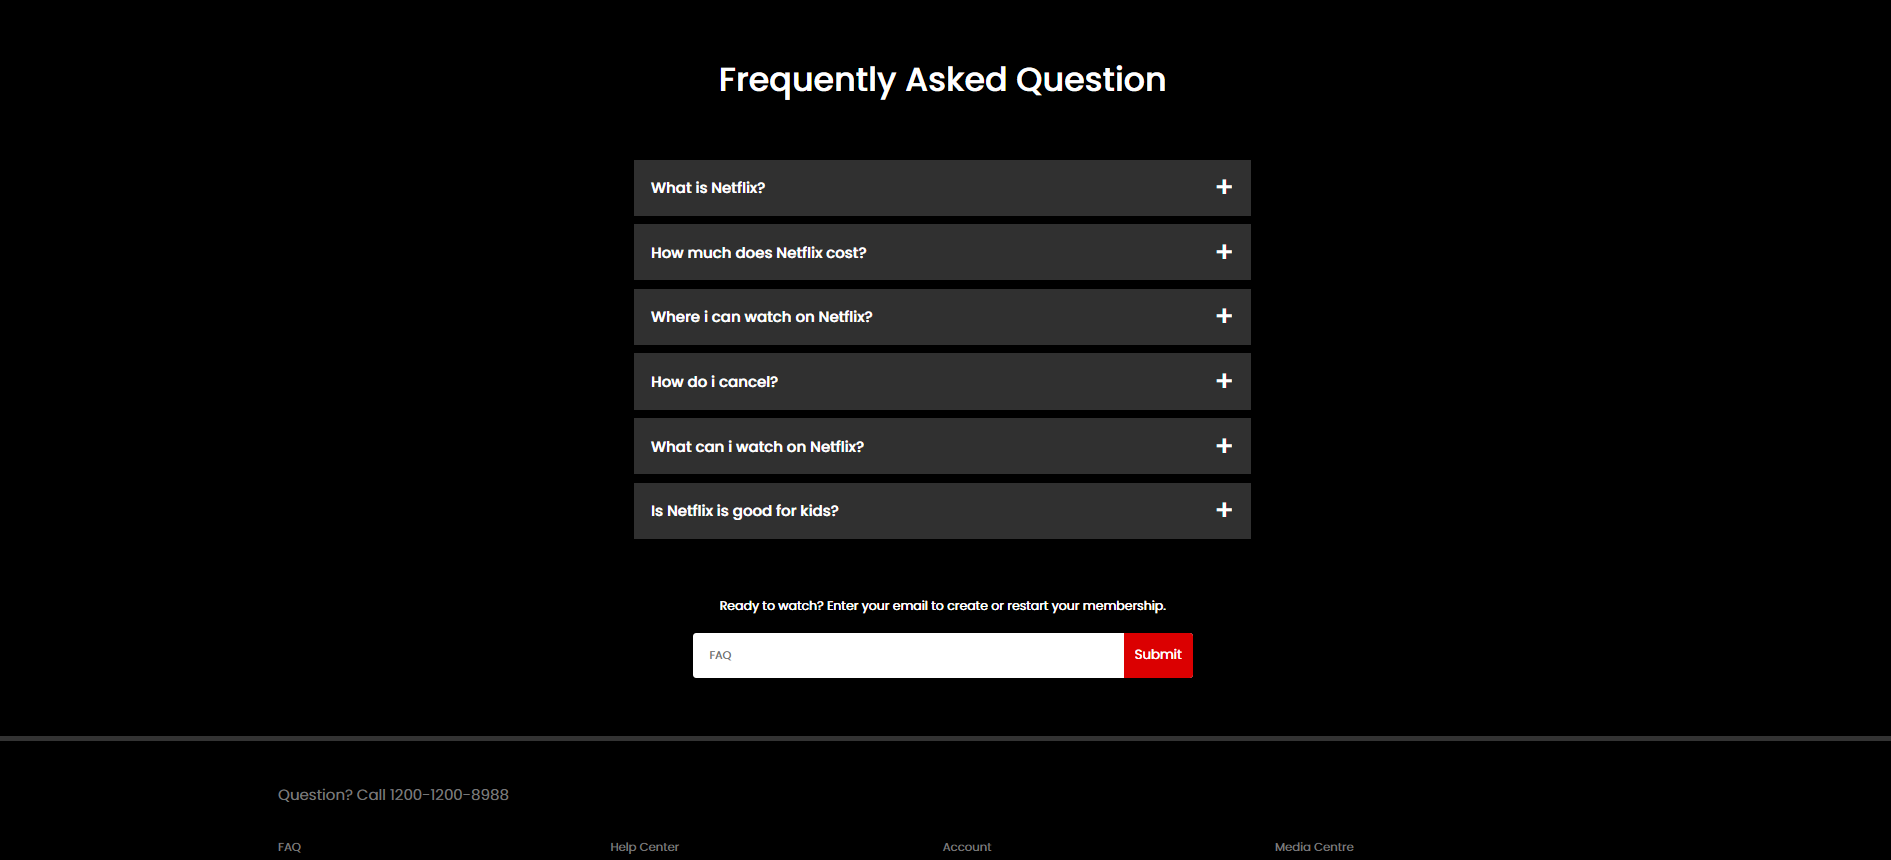 Frequently Asked Question
What is Netflix?
How much does Netflix cost?
Where i can watch on Netflix?
How do i cancel?
What can i watch on Netflix?
Is Netflix is good for kids?
Ready to watch? Enter your email to create or restart your membership.
FAQ Submit
Question? Call 1200-1200-8988
FAQ Help Center Account Media Centre